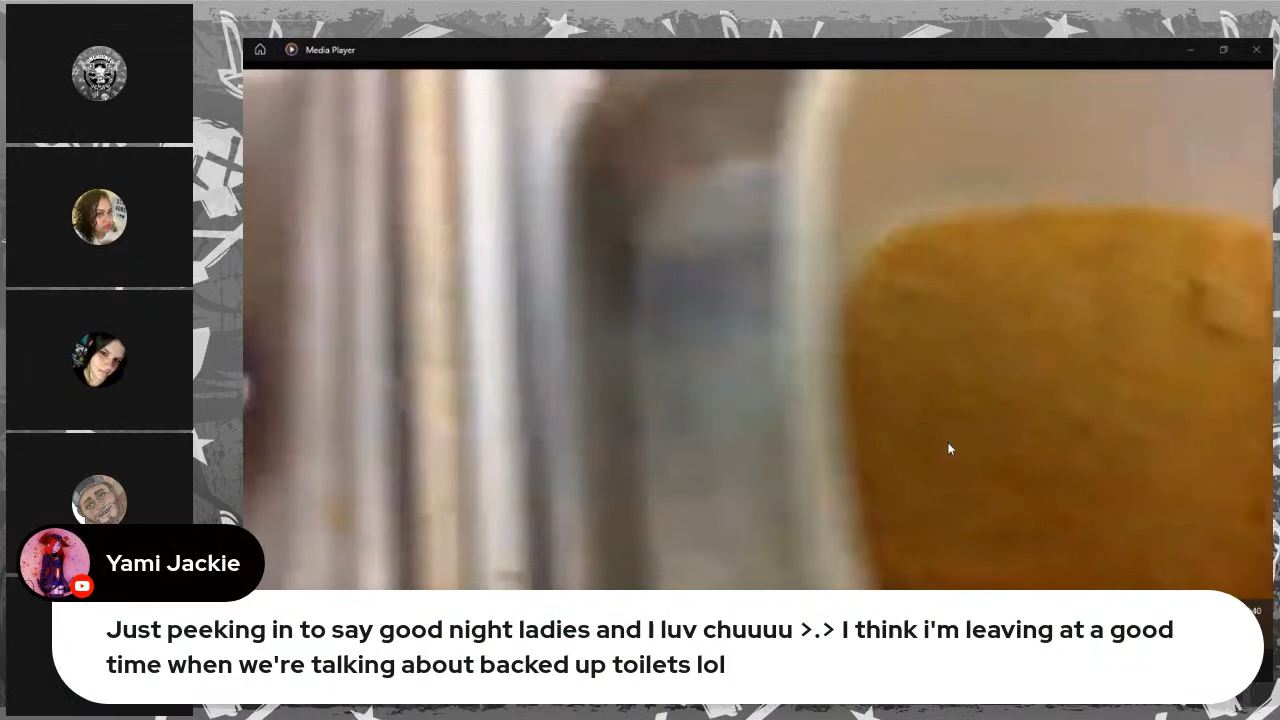 Media Player
Yami Jackie
40
Just peeking in to say good night ladies and I luv chuuuu >.> I think i'm leaving at a good
time when we're talking about backed up toilets lol